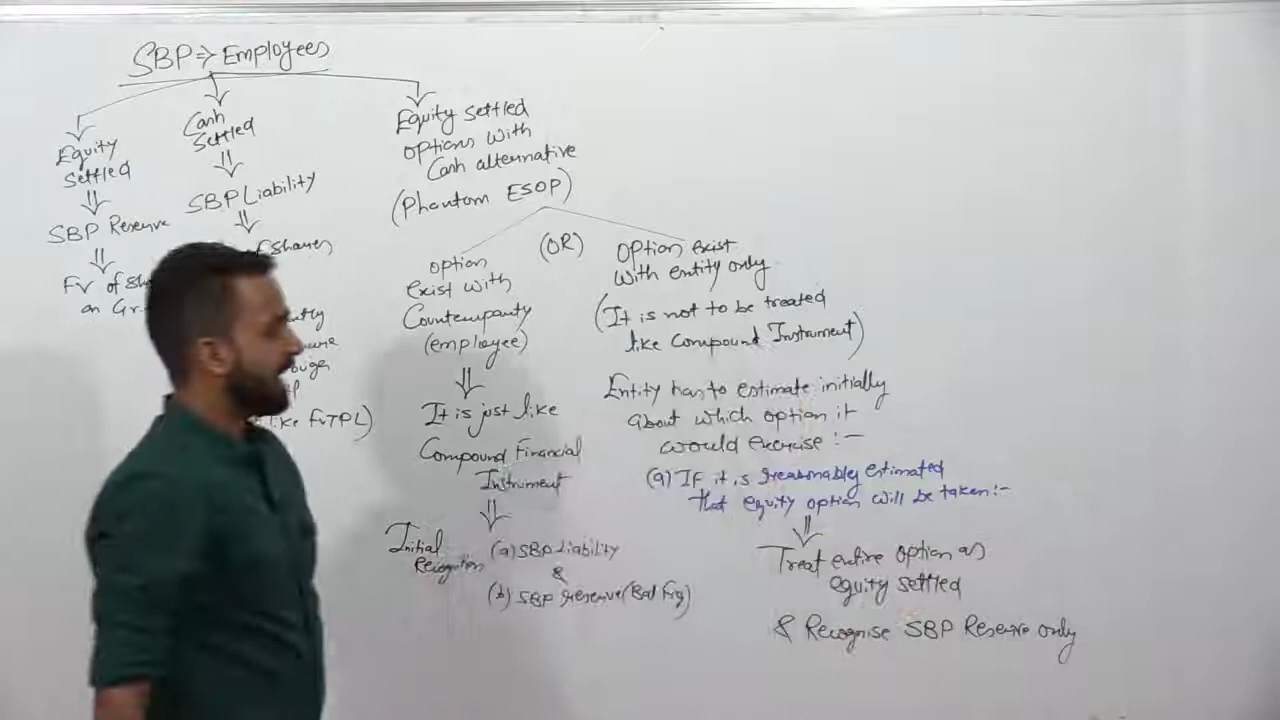 SBP => Employees
Equity
Settled
SBP Reserve
FV of
on Gr
Cash
Settled
SBP Liability
of shares
like FVTPL)
Equity Settled
Options With
Cash alternative
(Phantom ESOP)
(OR)
option
exist with
Counterparty
(employee)
It is just like
Compound Financial
Instrument
Initial
Recognition
(a) SBP Liability
&
(b) SBP reserve (Bal Fig)
Option exist
With entity only
(It is not to be treated
like Compound Instrument)
Entity has to estimate initially
About which option it
would exercise :-
(a) If it is reasonably estimated
That equity option will be taken:-
Treat entire option as
equity settled
& Recognise SBP Reserve only